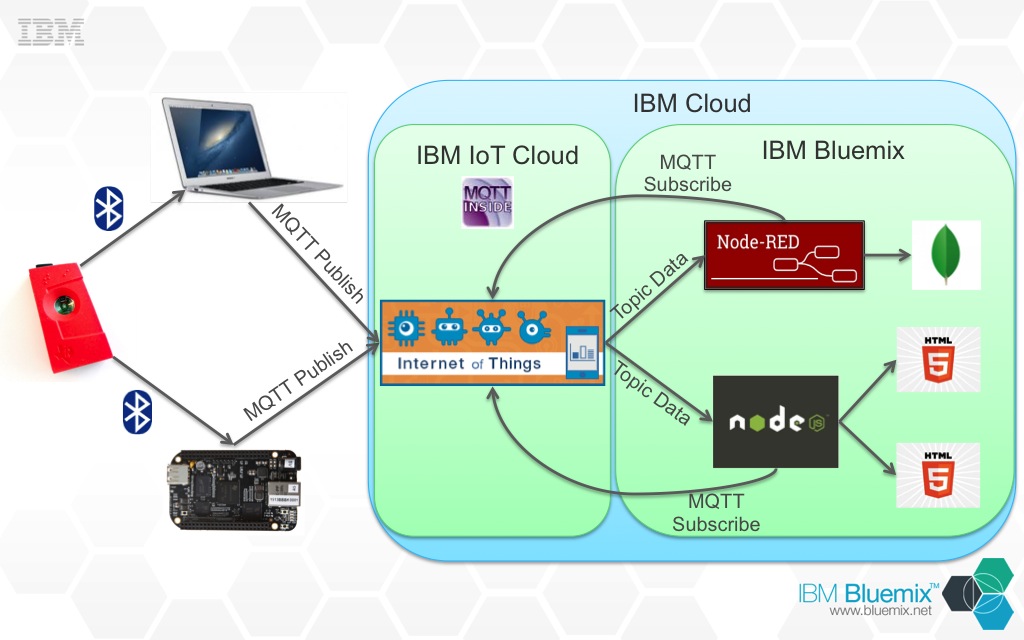 IBM
IBM Cloud
IBM IoT Cloud
IBM Bluemix
MQTT
INSIDE
MQTT
Subscribe
MQTT Publish
Node-RED
Topic Data
Internet of Things
MQTT Publish
Topic Data
HTML
5
node
JS
HTML
5
MQTT
Subscribe
IBM Bluemix™
www.bluemix.net